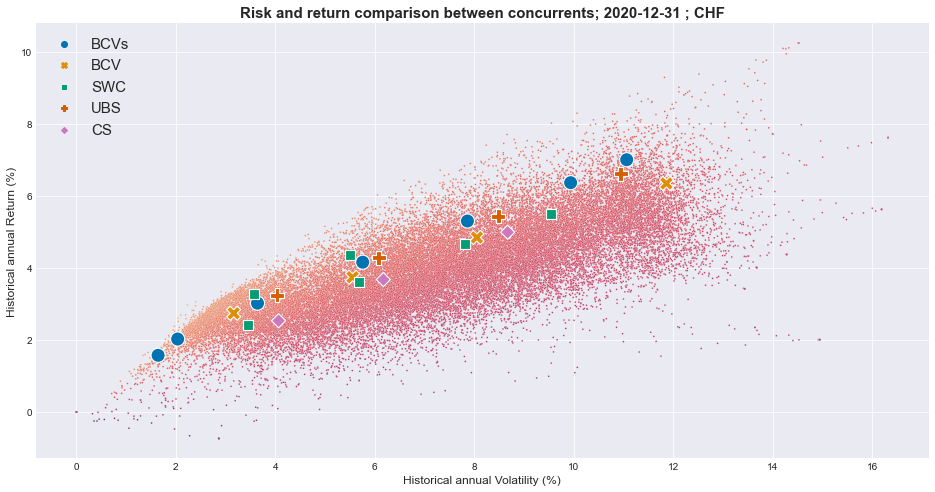 Risk and return comparison between concurrents; 2020-12-31 ; CHF
BCVs
BCV
SWC
UBS
CS
Historical annual Return (%)
10
8
6
4
2
0
0 2 4 6 8 10 12 14 16
Historical annual Volatility (%)